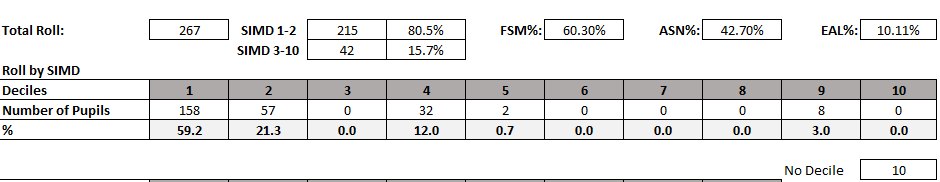 Total Roll: 267 SIMD 1-2 215 80.5% FSM%: 60.30% ASN%: 42.70% EAL%: 10.11%
SIMD 3-10 42 15.7%
Roll by SIMD
Deciles 1 2 3 4 5 6 7 8 9 10
Number of Pupils 158 57 0 32 2 0 0 0 8 0
% 59.2 21.3 0.0 12.0 0.7 0.0 0.0 0.0 3.0 0.0
No Decile 10